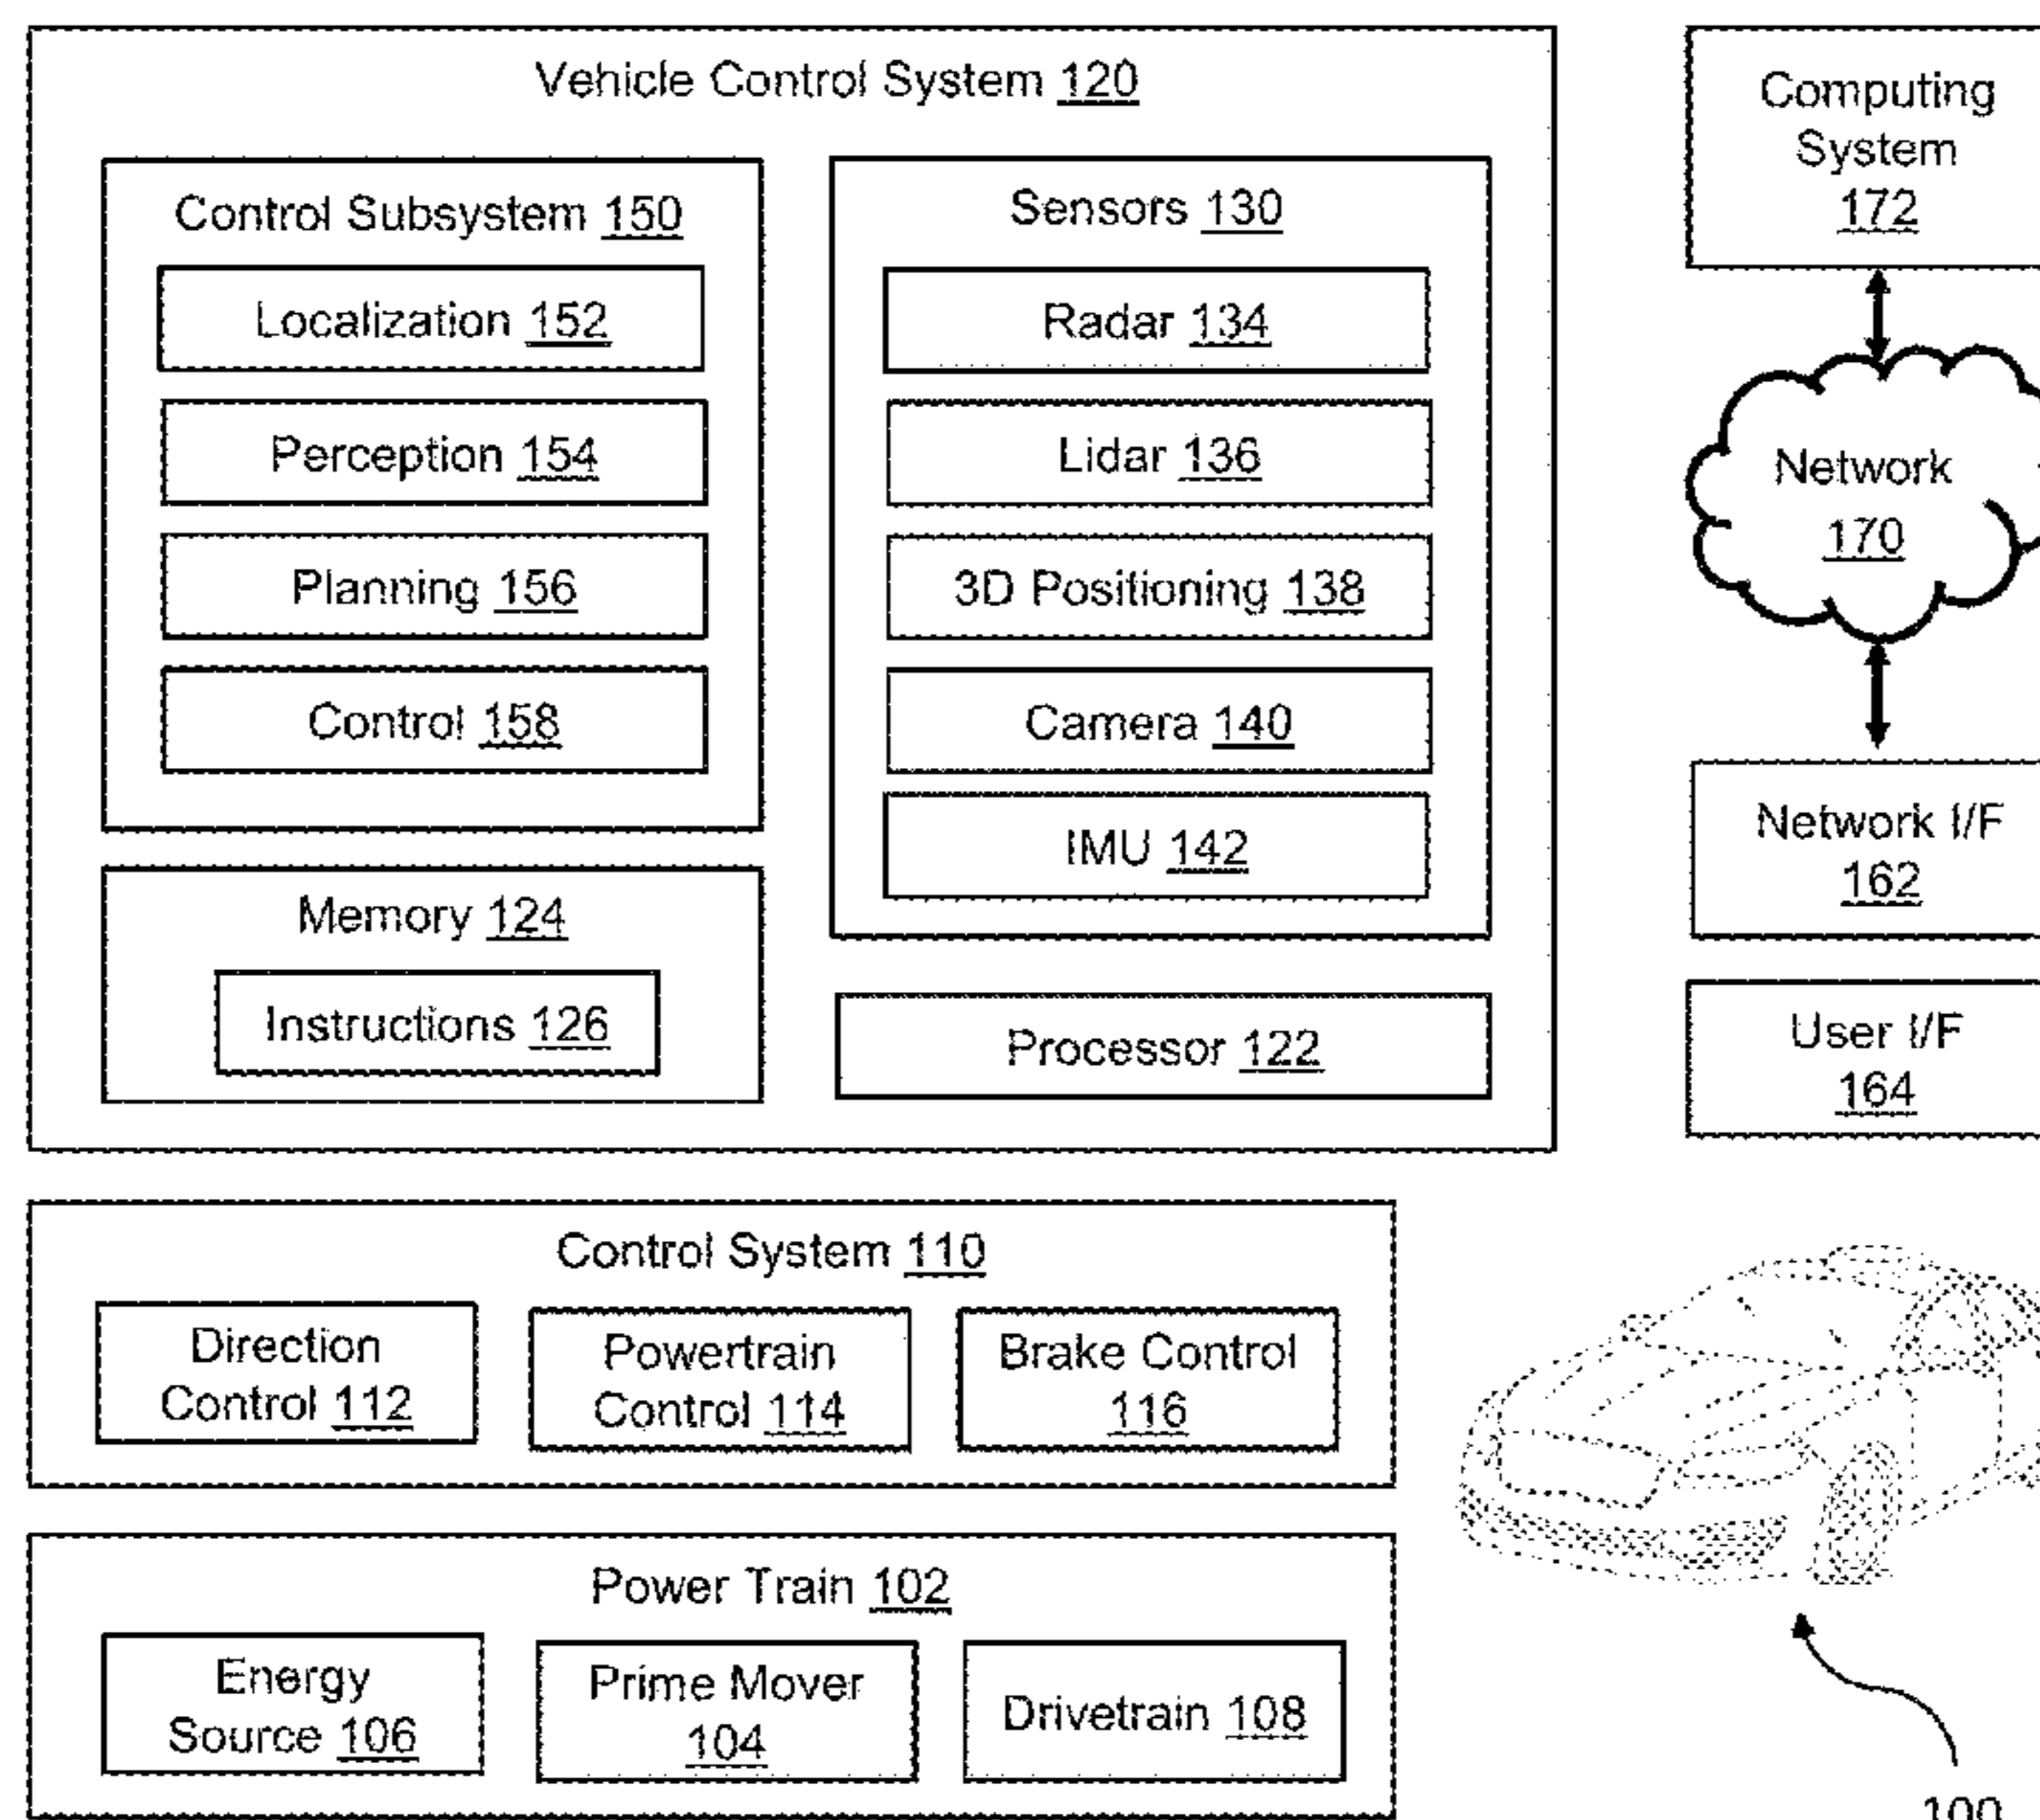 Vehicle Control System 120
Control Subsystem 150
Localization 152
Perception 154
Planning 156
Control 158
Memory 124
Instructions 126
Sensors 130
Radar 134
Lidar 136
3D Positioning 138
Camera 140
IMU 142
Processor 122
Computing
System
172
Network
170
Network I/F
162
User I/F
164
Control System 110
Direction
Control 112
Powertrain
Control 114
Brake Control
116
Power Train 102
Energy
Source 106
Prime Mover
104
Drivetrain 108
100